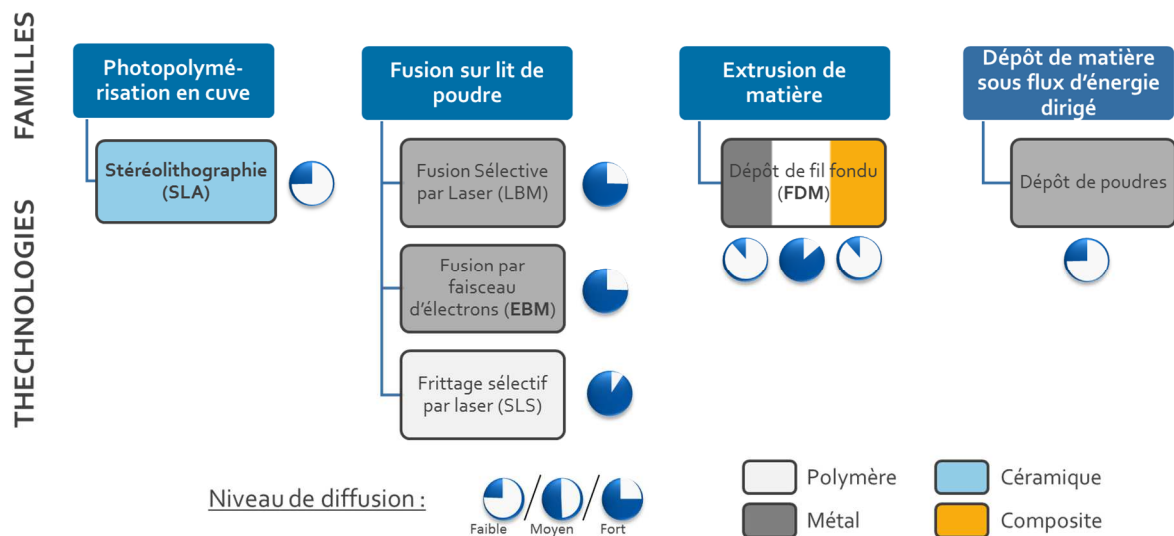 FAMILLES
THECHNOLOGIES
Photopolymé-
risation en cuve
Stéréolithographie
(SLA)
Fusion sur lit de
poudre
Fusion Sélective
par Laser (LBM)
Fusion par
faisceau
d'électrons (EBM)
Frittage sélectif
par laser (SLS)
Extrusion de
matière
Dépôt de fil fondu
(FDM)
Dépôt de matière
sous flux d'énergie
dirigé
Dépôt de poudres
Niveau de diffusion :
Faible
Moyen
Fort
Polymère
Céramique
Métal
Composite